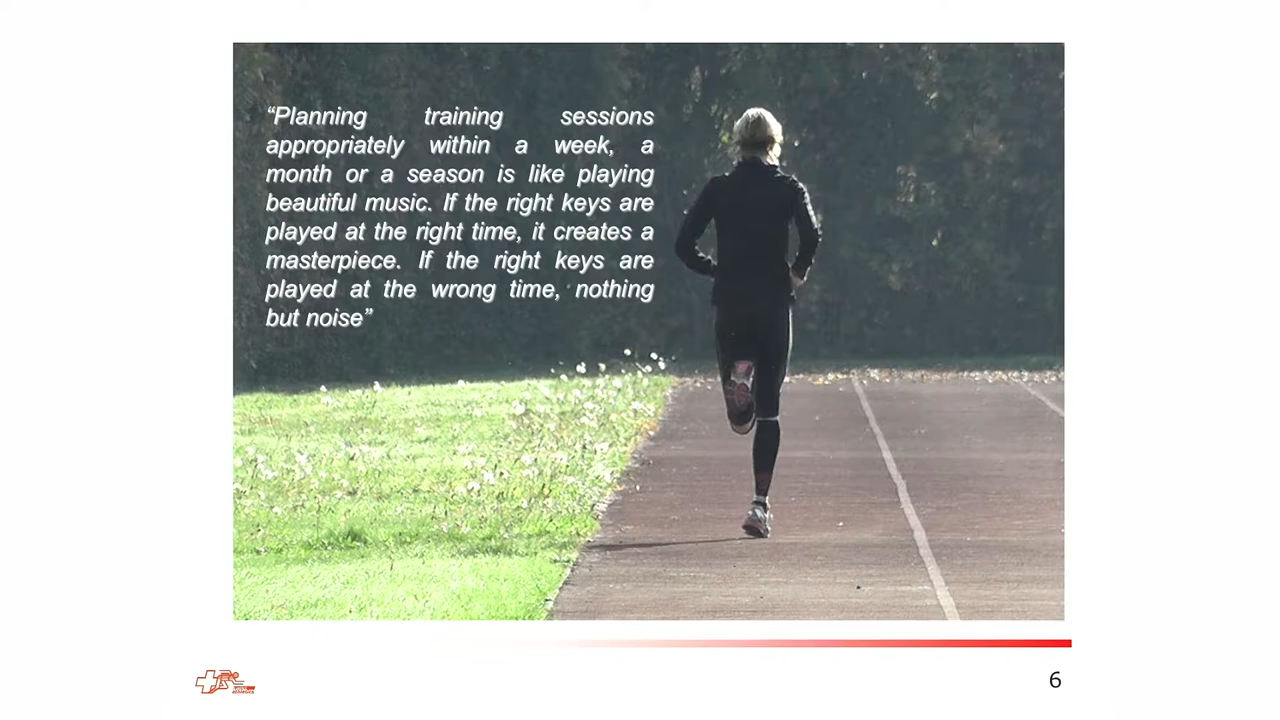 “Planning training sessions
appropriately within a week, a
month or a season is like playing
beautiful music. If the right keys are
played at the right time, it creates a
masterpiece. If the right keys are
played at the wrong time, nothing
but noise”
6